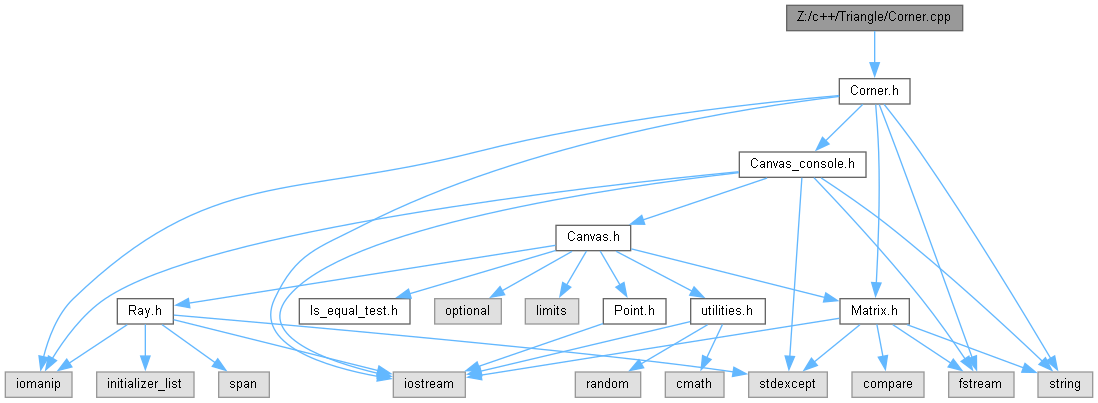 Z:/c++/Triangle/Corner.cpp
Corner.h
Canvas_console.h
Canvas.h
Ray.h
Is_equal_test.h
optional
limits
Point.h
utilities.h
Matrix.h
iomanip
initializer_list
span
iostream
random
cmath
stdexcept
compare
fstream
string